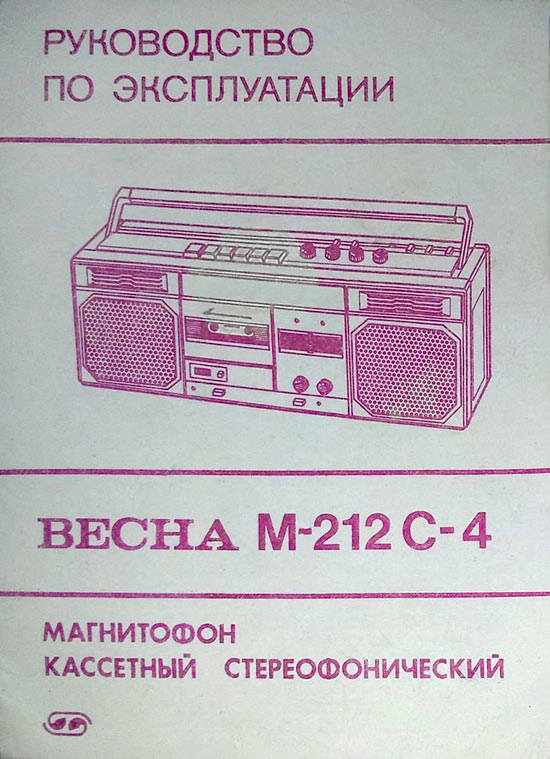 РУКОВОДСТВО
ПО ЭКСПЛУАТАЦИИ
ВЕСНА М-212 С-4
МАГНИТОФОН
КАССЕТНЫЙ СТЕРЕОФОНИЧЕСКИЙ